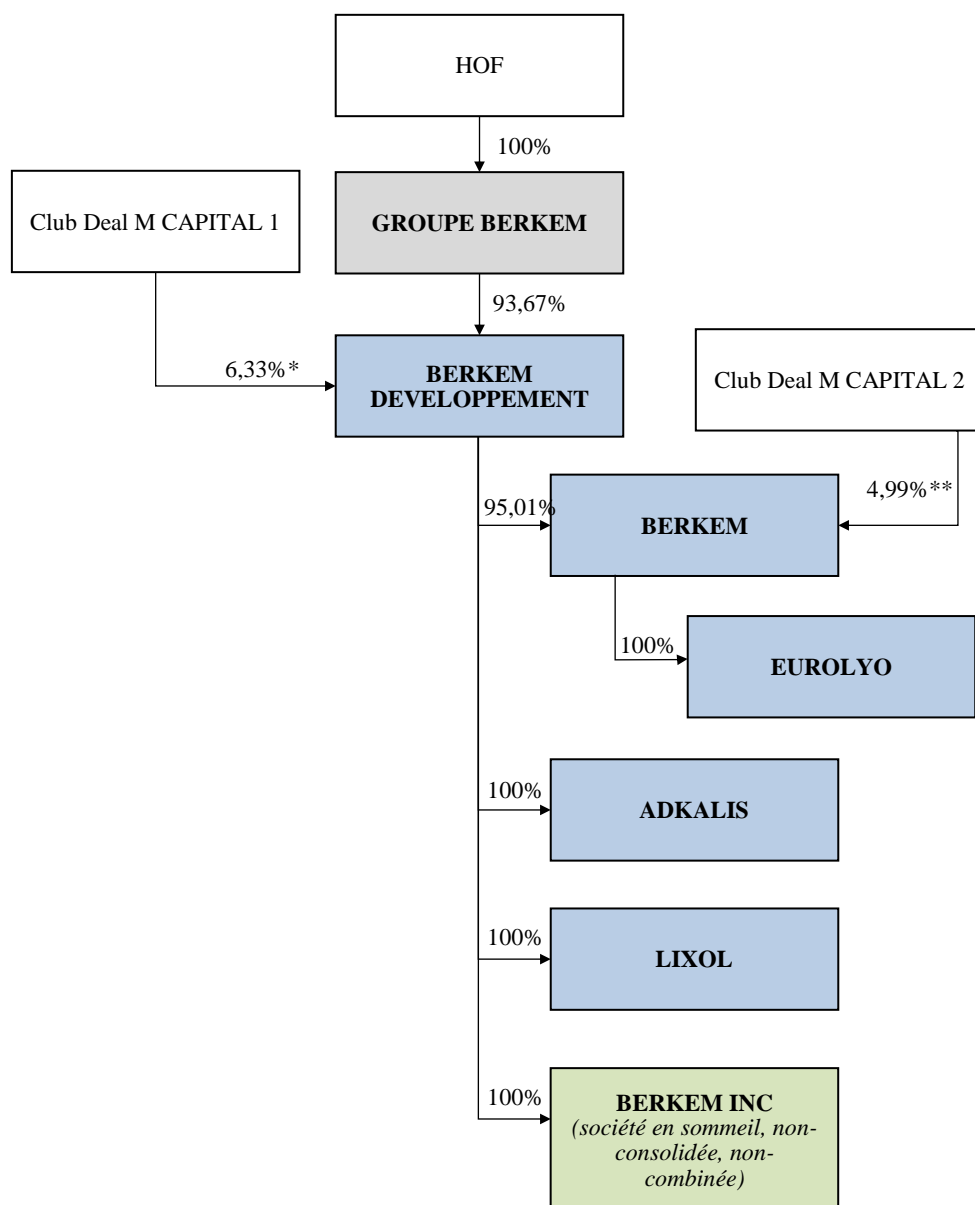 HOF
100%
Club Deal M CAPITAL 1
GROUPE BERKEM
93,67%
6,33%*
BERKEM
DEVELOPPEMENT
Club Deal M CAPITAL 2
95,01%
BERKEM
4,99%**
100%
EUROLYO
100%
ADKALIS
100%
LIXOL
100%
BERKEM INC
(société en sommeil, non-
consolidée, non-
combinée)